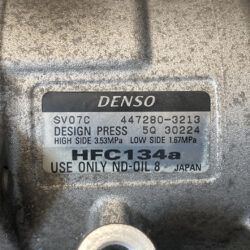 DENSO
SV07C 447280-3213
DESIGN PRESS 5Q 30224
HIGH SIDE 3.53MPa LOW SIDE 1.67MPa
HFC134a
USE ONLY ND-OIL 8 JAPAN